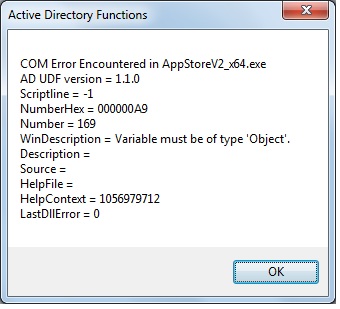 Active Directory Functions
COM Error Encountered in AppStoreV2_x64.exe
AD UDF version = 1.1.0
Scriptline = -1
NumberHex = 000000A9
Number = 169
WinDescription = Variable must be of type 'Object'.
Description =
Source =
HelpFile =
HelpContext = 1056979712
LastDllError = 0
OK